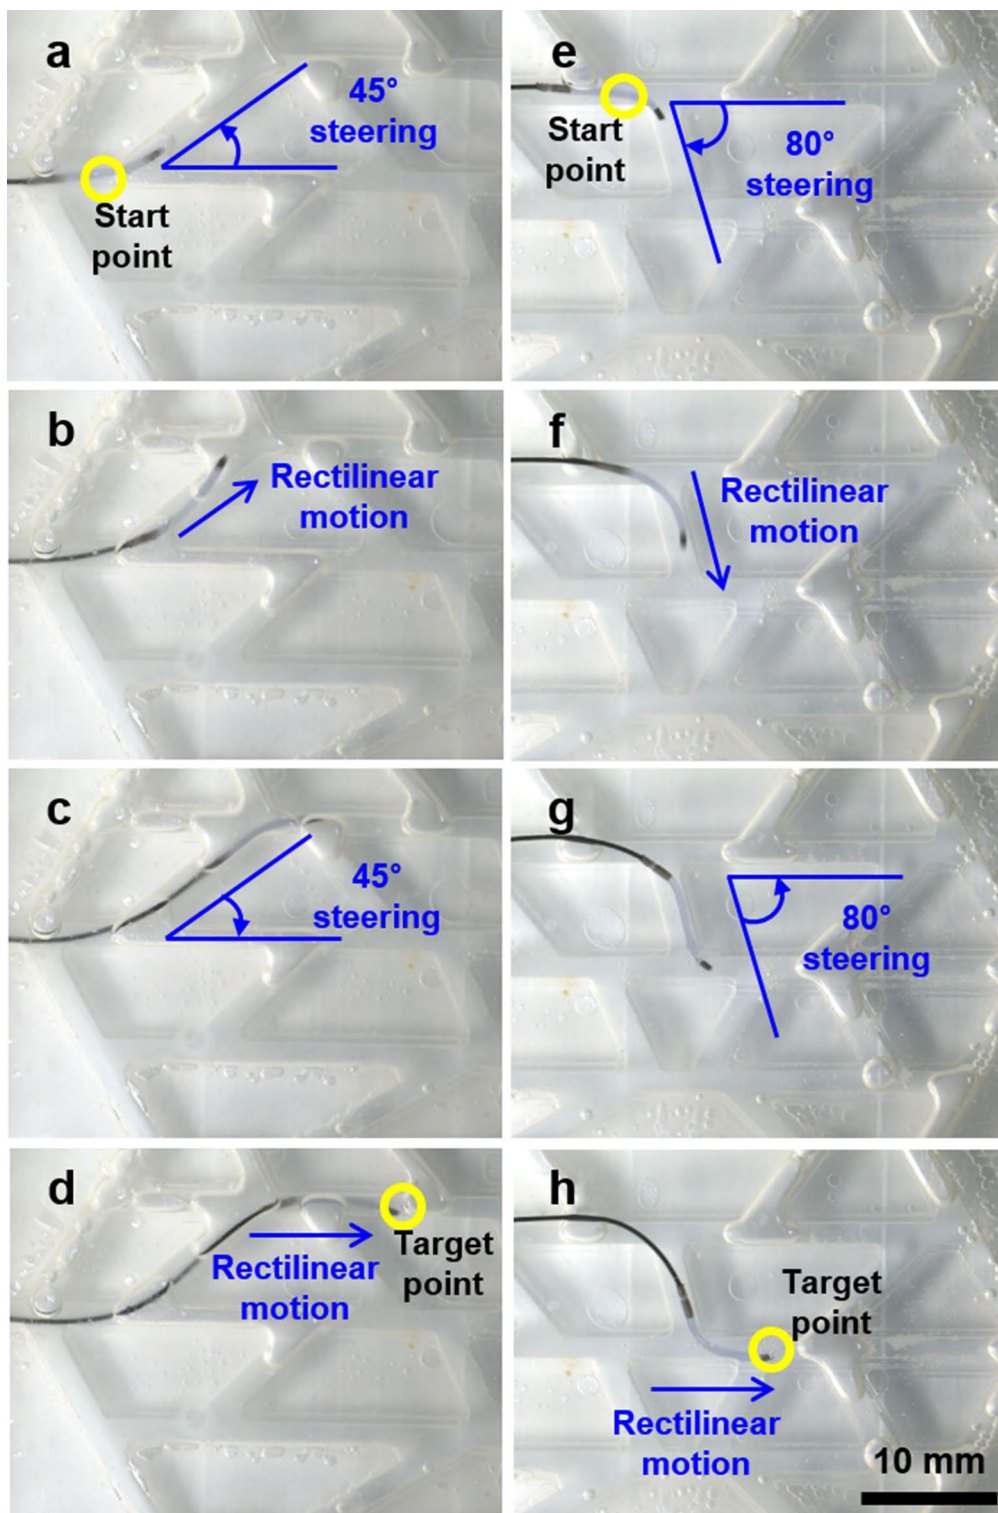 a
45°
steering
Start
point
b
Rectilinear
motion
c
45°
steering
d
Rectilinear
motion
Target
point
e
Start
point
80°
steering
f
Rectilinear
motion
g
80°
steering
h
Target
point
Rectilinear
motion
10 mm